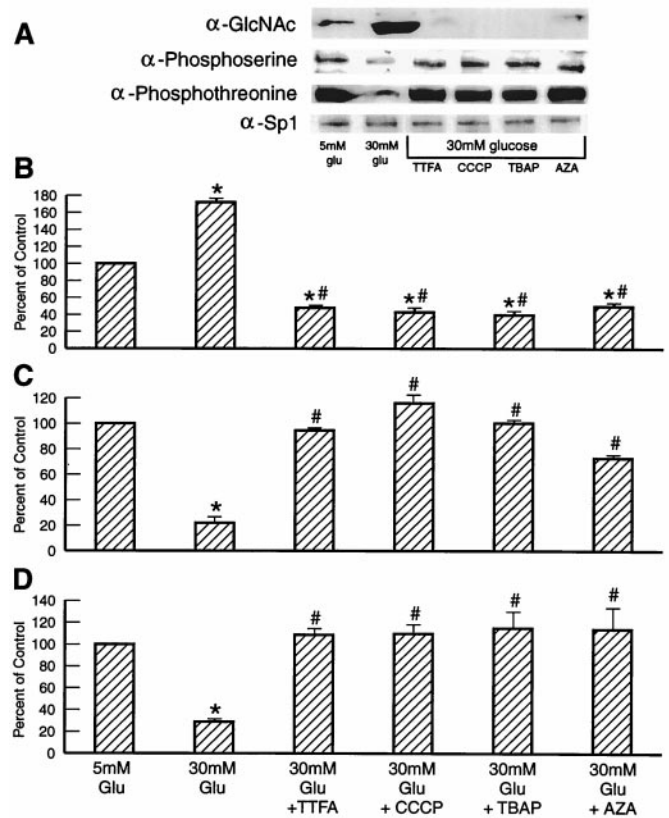 A
α-GlcNAc
α-Phosphoserine
α-Phosphothreonine
α-Sp1
5mM glu
30mM glu
30mM glucose
TTFA CCCP TBAP AZA
B
Percent of Control
180
160
140
120
100
80
60
40
20
0
*
*#
*#
*#
*#
C
Percent of Control
120
100
80
60
40
20
0
*
#
#
#
#
D
Percent of Control
140
120
100
80
60
40
20
0
*
#
#
#
#
5mM Glu
30mM Glu
30mM Glu +TTFA
30mM Glu + CCCP
30mM Glu + TBAP
30mM Glu + AZA